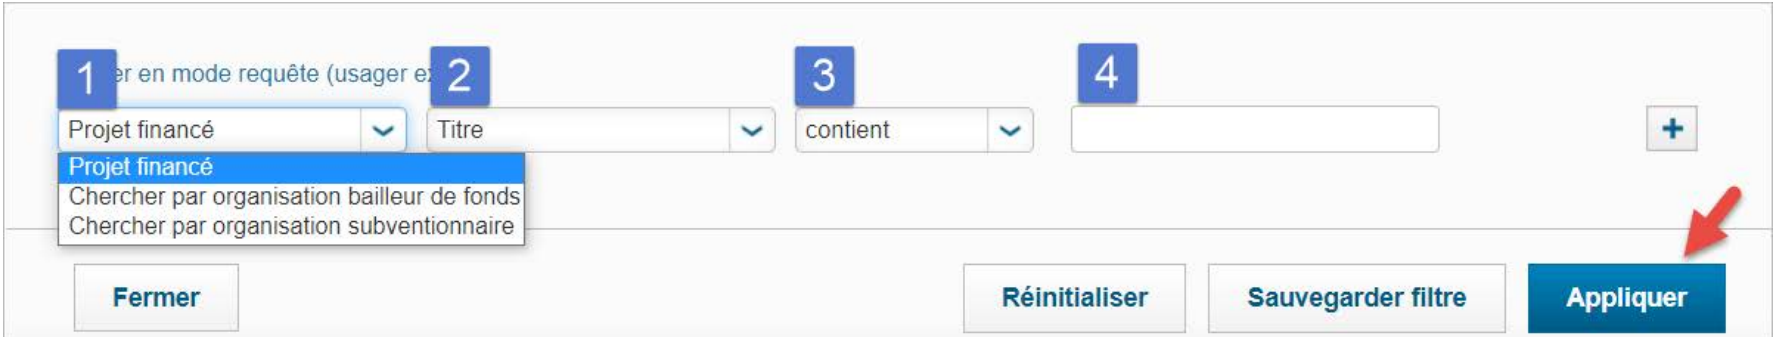 1 er en mode requête (usager e 2 3 4
Projet financé Titre contient +
Projet financé
Chercher par organisation bailleur de fonds
Chercher par organisation subventionnaire
Fermer Réinitialiser Sauvegarder filtre Appliquer